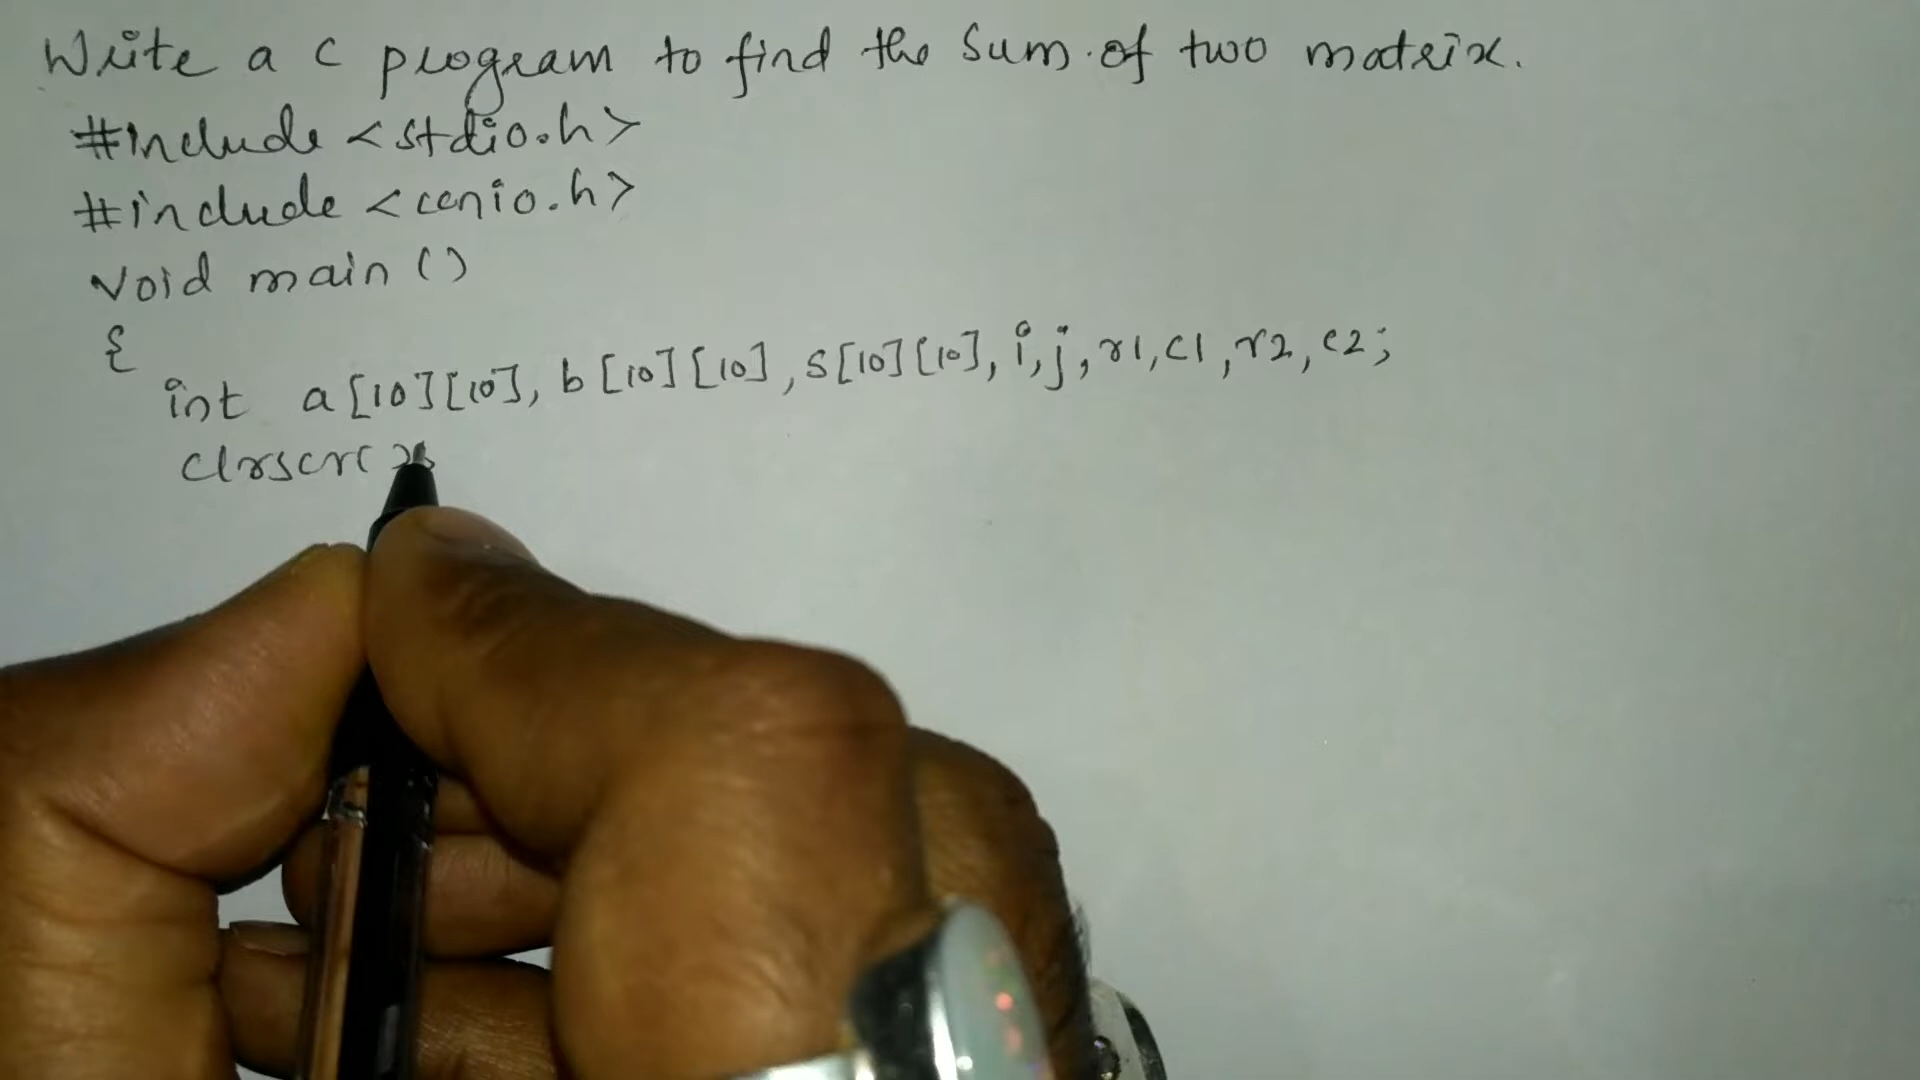 Write a C program to find the Sum of two matrix.
#include <stdio.h>
#include <conio.h>
void main ()
{
int a[10][10], b[10][10], s[10][10], i, j, r1, c1, r2, c2;
clrscr();